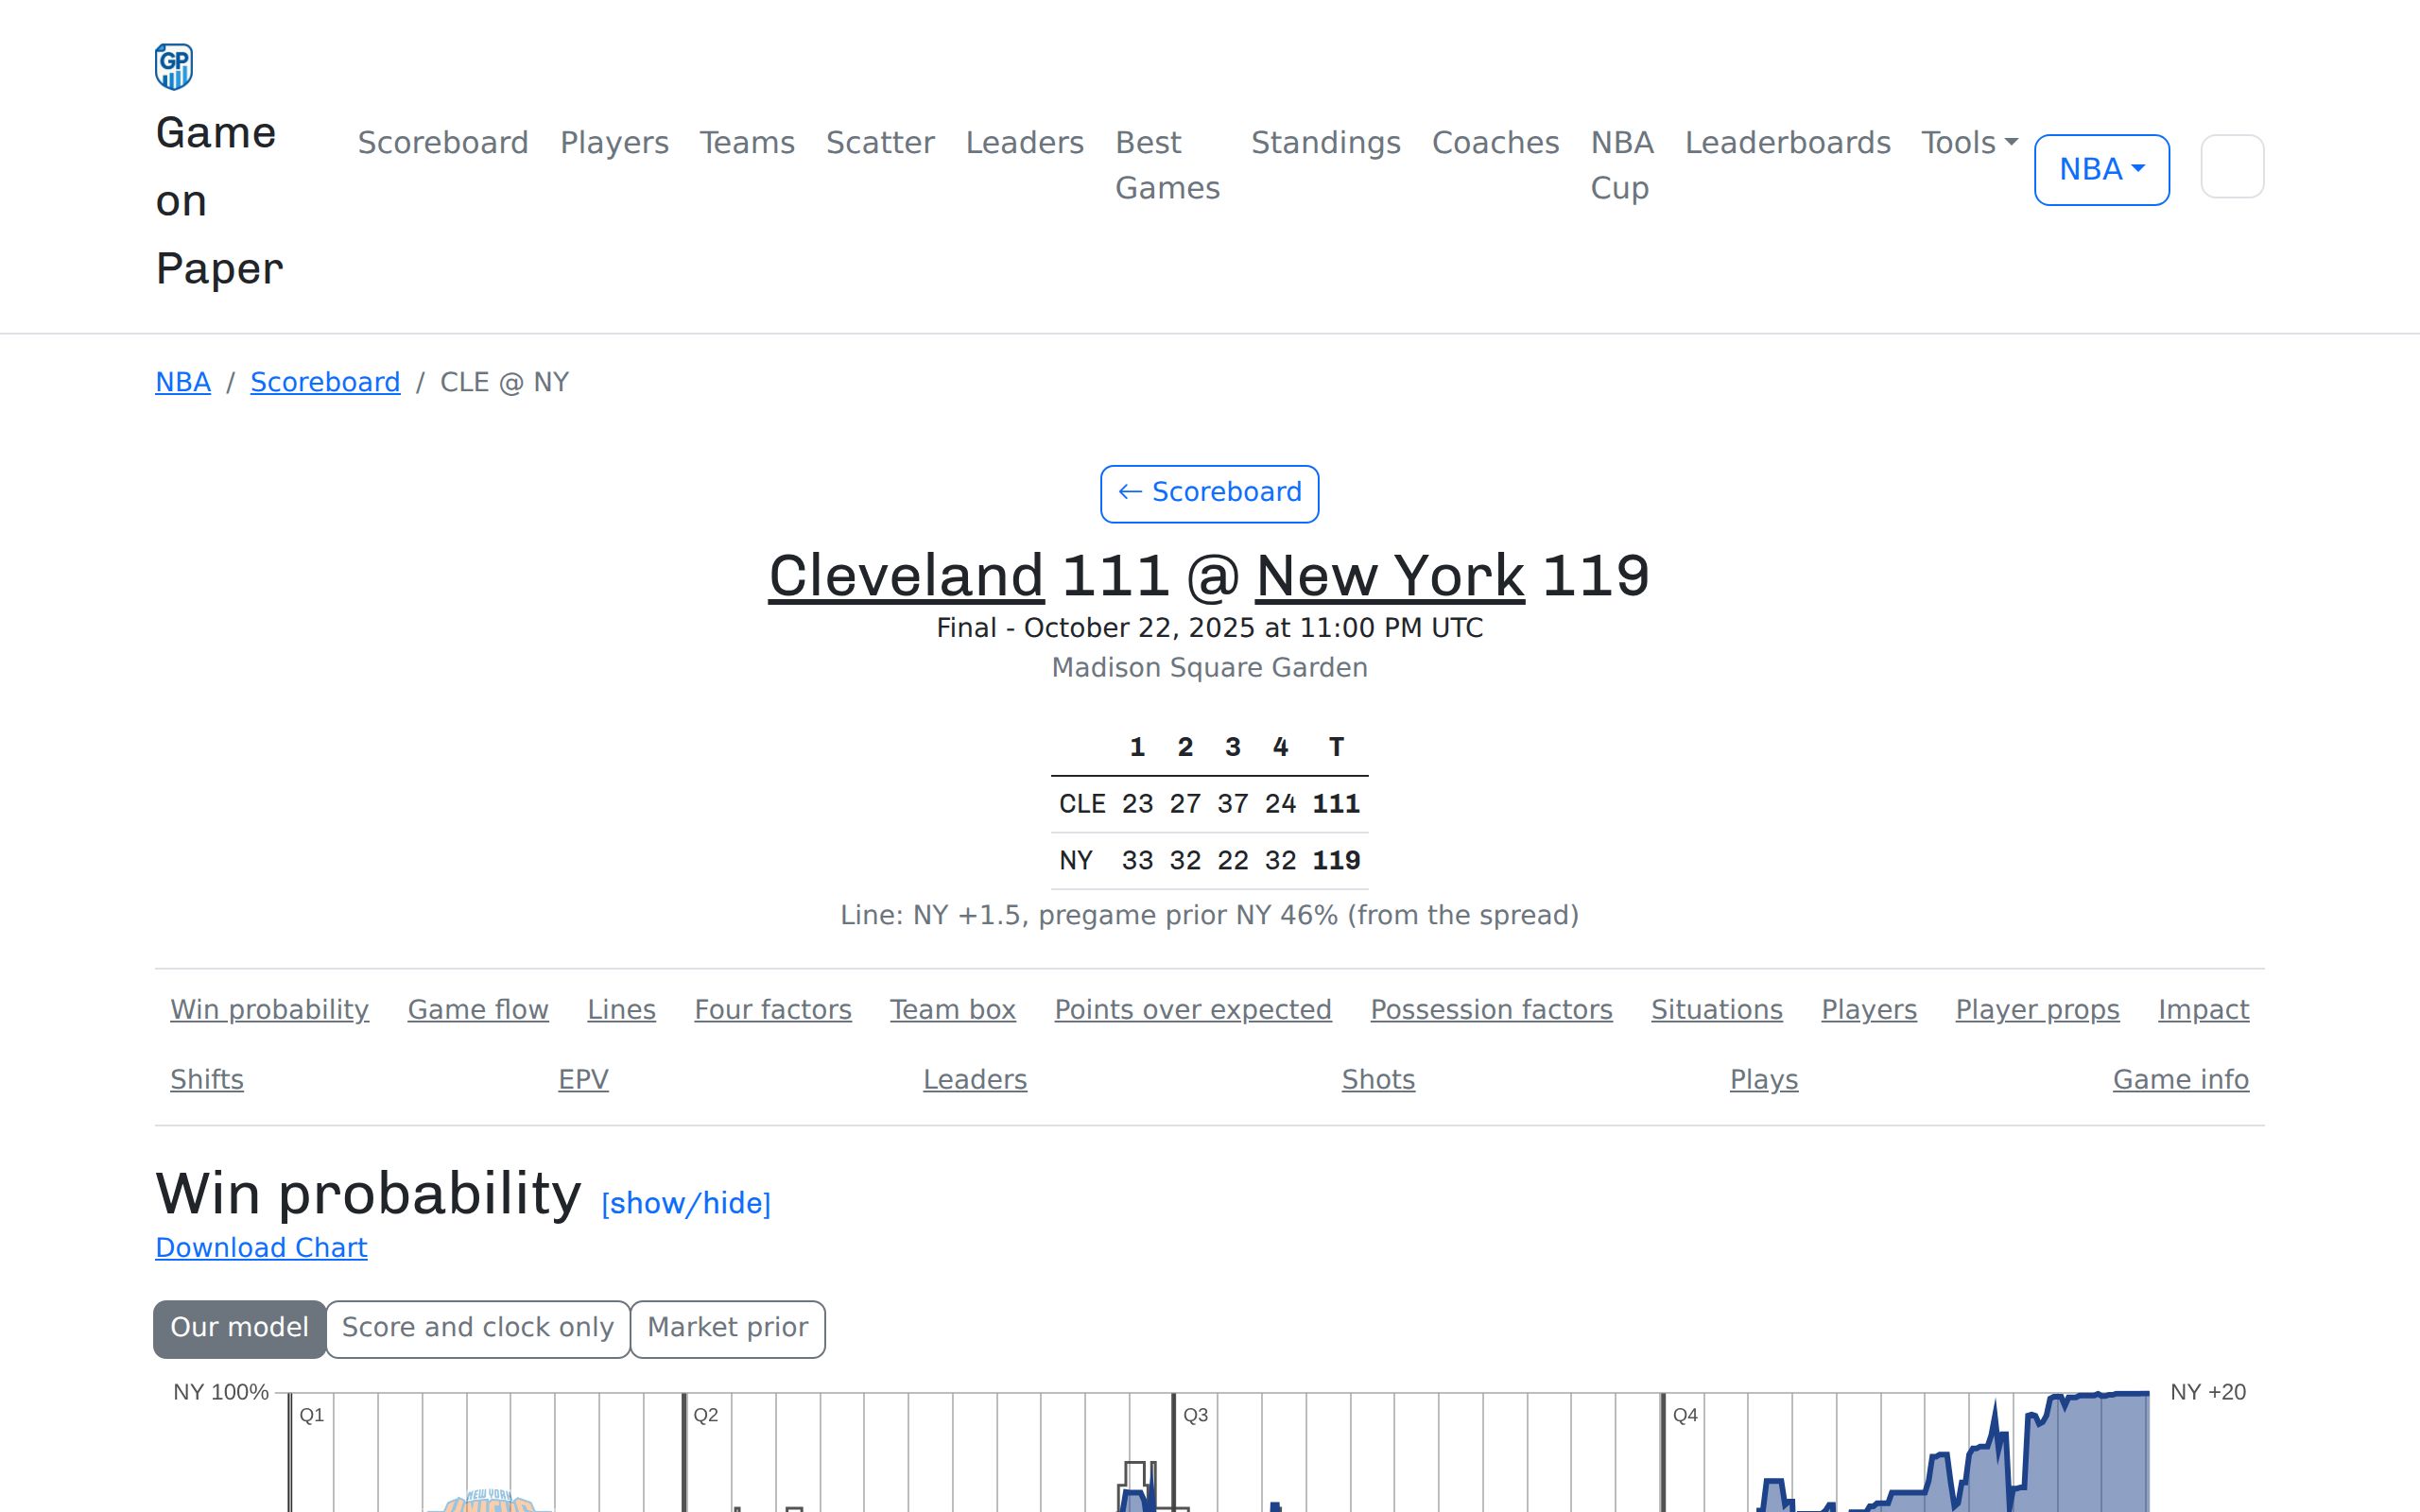 GP
Game
on
Paper
Scoreboard Players Teams Scatter Leaders Best Games Standings Coaches NBA Cup Leaderboards Tools
NBA
NBA / Scoreboard / CLE @ NY
← Scoreboard
Cleveland 111 @ New York 119
Final - October 22, 2025 at 11:00 PM UTC
Madison Square Garden
1 2 3 4 T
CLE 23 27 37 24 111
NY 33 32 22 32 119
Line: NY +1.5, pregame prior NY 46% (from the spread)
Win probability Game flow Lines Four factors Team box Points over expected Possession factors Situations Players Player props Impact
Shifts EPV Leaders Shots Plays Game info
Win probability [show/hide]
Download Chart
Our model Score and clock only Market prior
NY 100% NY +20
Q1 Q2 Q3 Q4
NEW YORK